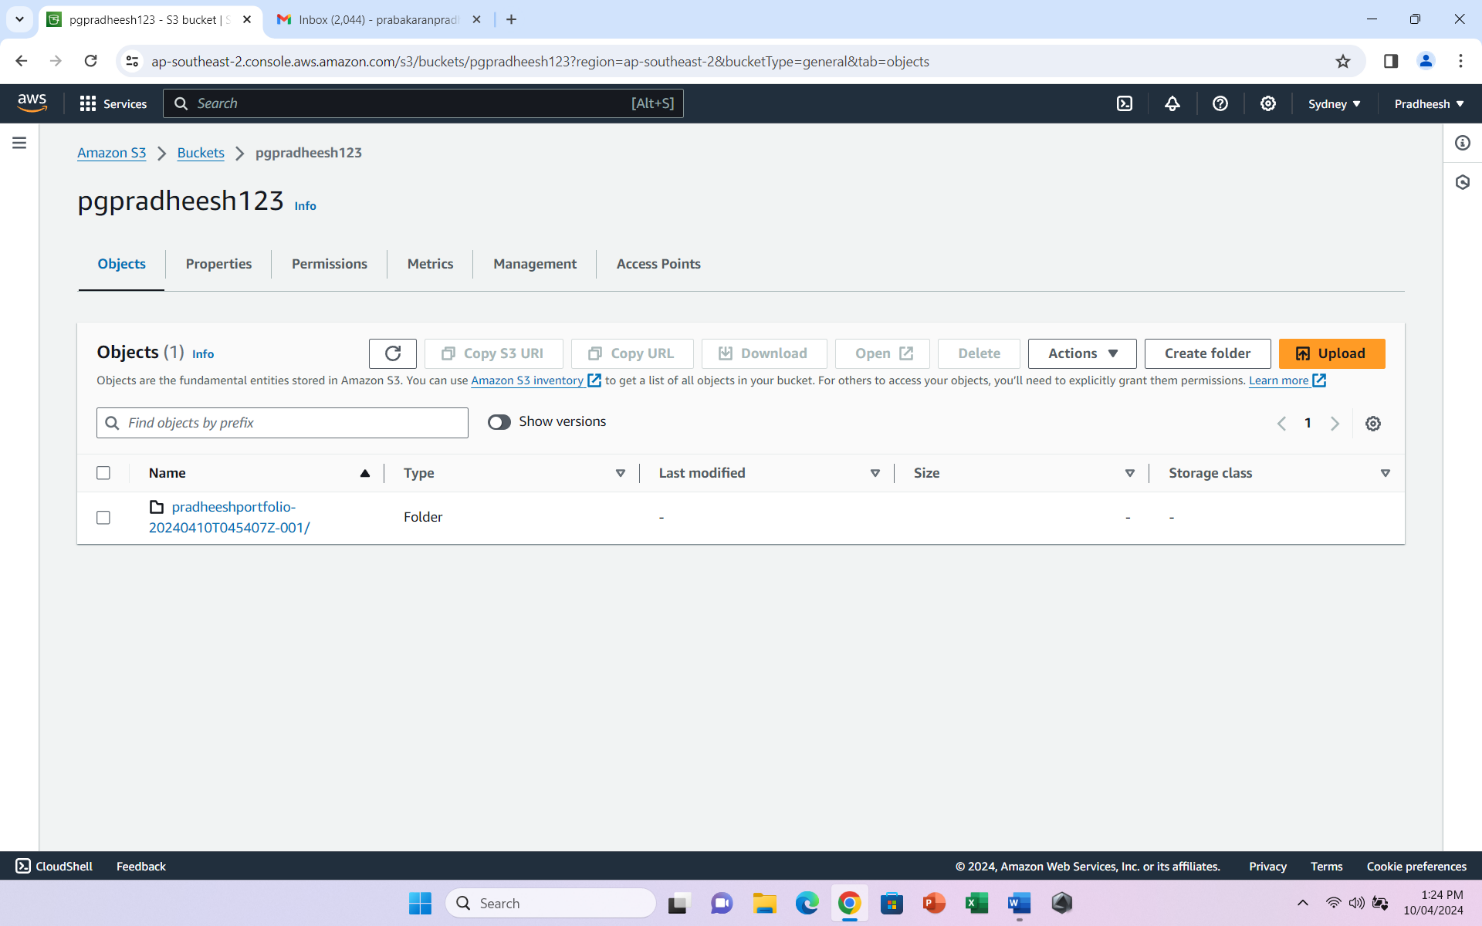 pgpradheesh123 - S3 bucket | S
Inbox (2,044) - prabakaranprad
ap-southeast-2.console.aws.amazon.com/s3/buckets/pgpradheesh123?region=ap-southeast-2&bucketType=general&tab=objects
aws
Services
Search
[Alt+S]
Sydney
Pradheesh
Amazon S3
Buckets
pgpradheesh123
pgpradheesh123 Info
Objects
Properties
Permissions
Metrics
Management
Access Points
Objects (1) Info
Copy S3 URI
Copy URL
Download
Open
Delete
Actions
Create folder
Upload
Objects are the fundamental entities stored in Amazon S3. You can use Amazon S3 inventory to get a list of all objects in your bucket. For others to access your objects, you'll need to explicitly grant them permissions. Learn more
Find objects by prefix
Show versions
1
Name
Type
Last modified
Size
Storage class
pradheeshportfolio-
20240410T045407Z-001/
Folder
-
-
-
CloudShell
Feedback
© 2024, Amazon Web Services, Inc. or its affiliates.
Privacy
Terms
Cookie preferences
Search
1:24 PM
10/04/2024